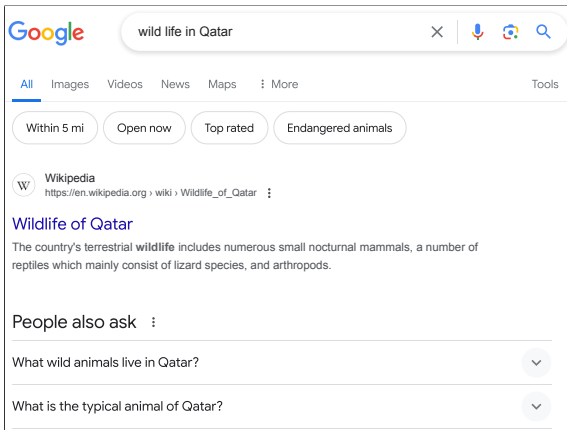 Google
wild life in Qatar
All Images Videos News Maps More Tools
Within 5 mi Open now Top rated Endangered animals
W
Wikipedia
https://en.wikipedia.org › wiki › Wildlife_of_Qatar
Wildlife of Qatar
The country's terrestrial wildlife includes numerous small nocturnal mammals, a number of
reptiles which mainly consist of lizard species, and arthropods.
People also ask
What wild animals live in Qatar?
What is the typical animal of Qatar?